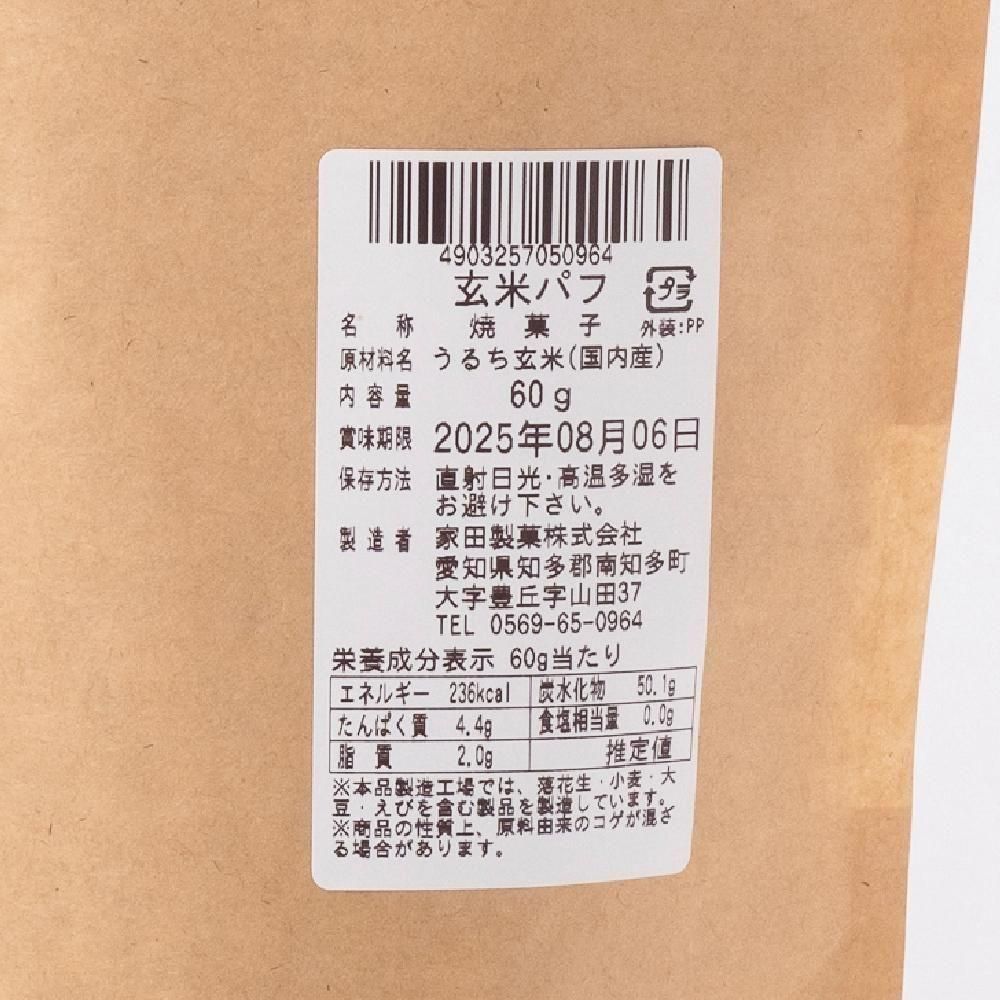 4903257050964
玄米パフ
プラ
名 称 焼 菓 子 外装:PP
原材料名 うるち玄米(国内産)
内容量 60g
賞味期限 2025年08月06日
保存方法 直射日光・高温多湿を
お避け下さい。
製造者 家田製菓株式会社
愛知県知多郡南知多町
大字豊丘字山田37
TEL 0569-65-0964
栄養成分表示 60g当たり
エネルギー 236kcal 炭水化物 50.1g
たんぱく質 4.4g 食塩相当量 0.0g
脂 質 2.0g 推定値
※本品製造工場では、落花生・小麦・大
豆・えびを含む製品を製造しています。
※商品の性質上、原料由来のコゲが混ざ
る場合があります。